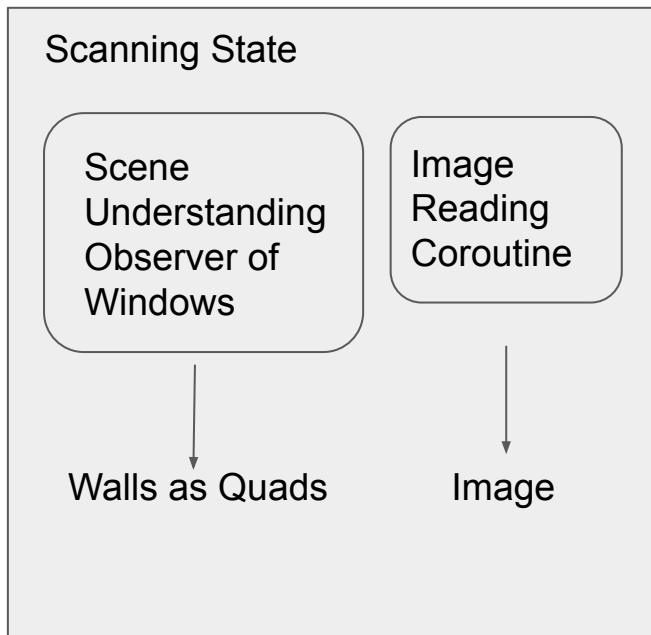 Scanning State
Scene
Understanding
Observer of
Windows
Image
Reading
Coroutine
Walls as Quads
Image